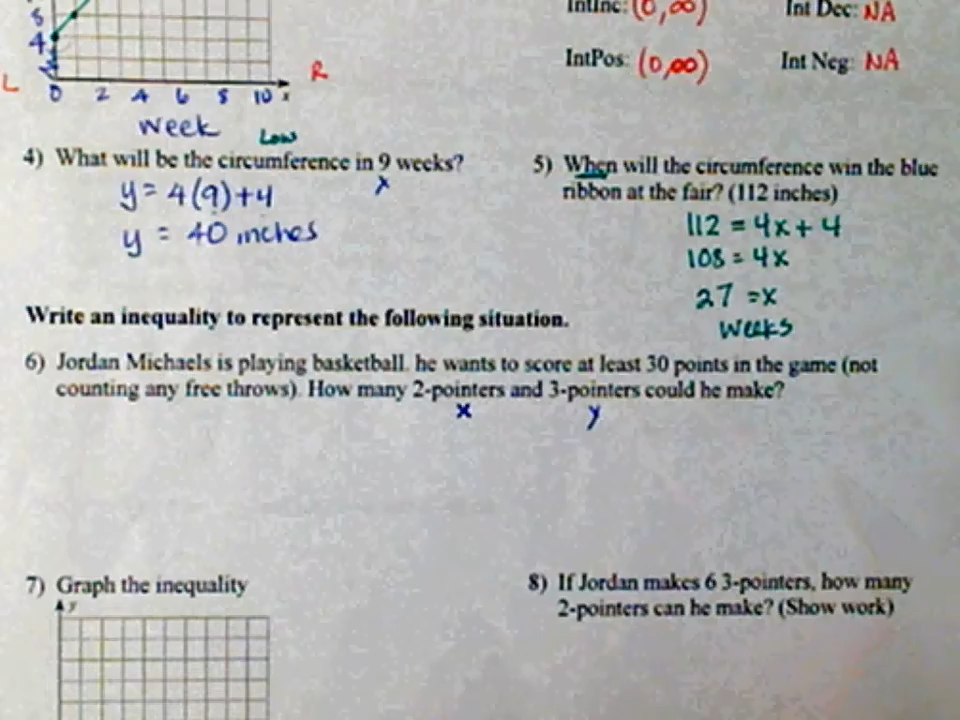 IntInc: (0,∞) Int Dec: NA
8
4
IntPos: (0,∞) Int Neg: NA
L 0 2 4 6 8 10 x R
Week
Low
4) What will be the circumference in 9 weeks?
x
y = 4(9)+4
y = 40 inches
5) When will the circumference win the blue
ribbon at the fair? (112 inches)
112 = 4x + 4
108 = 4x
27 = x
weeks
Write an inequality to represent the following situation.
6) Jordan Michaels is playing basketball. he wants to score at least 30 points in the game (not
counting any free throws). How many 2-pointers and 3-pointers could he make?
x y
7) Graph the inequality
y
8) If Jordan makes 6 3-pointers, how many
2-pointers can he make? (Show work)